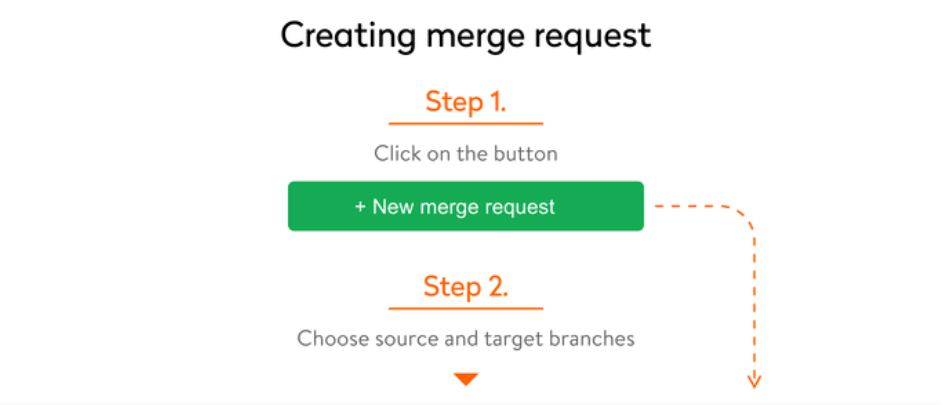 Creating merge request
Step 1.
Click on the button
+ New merge request
Step 2.
Choose source and target branches